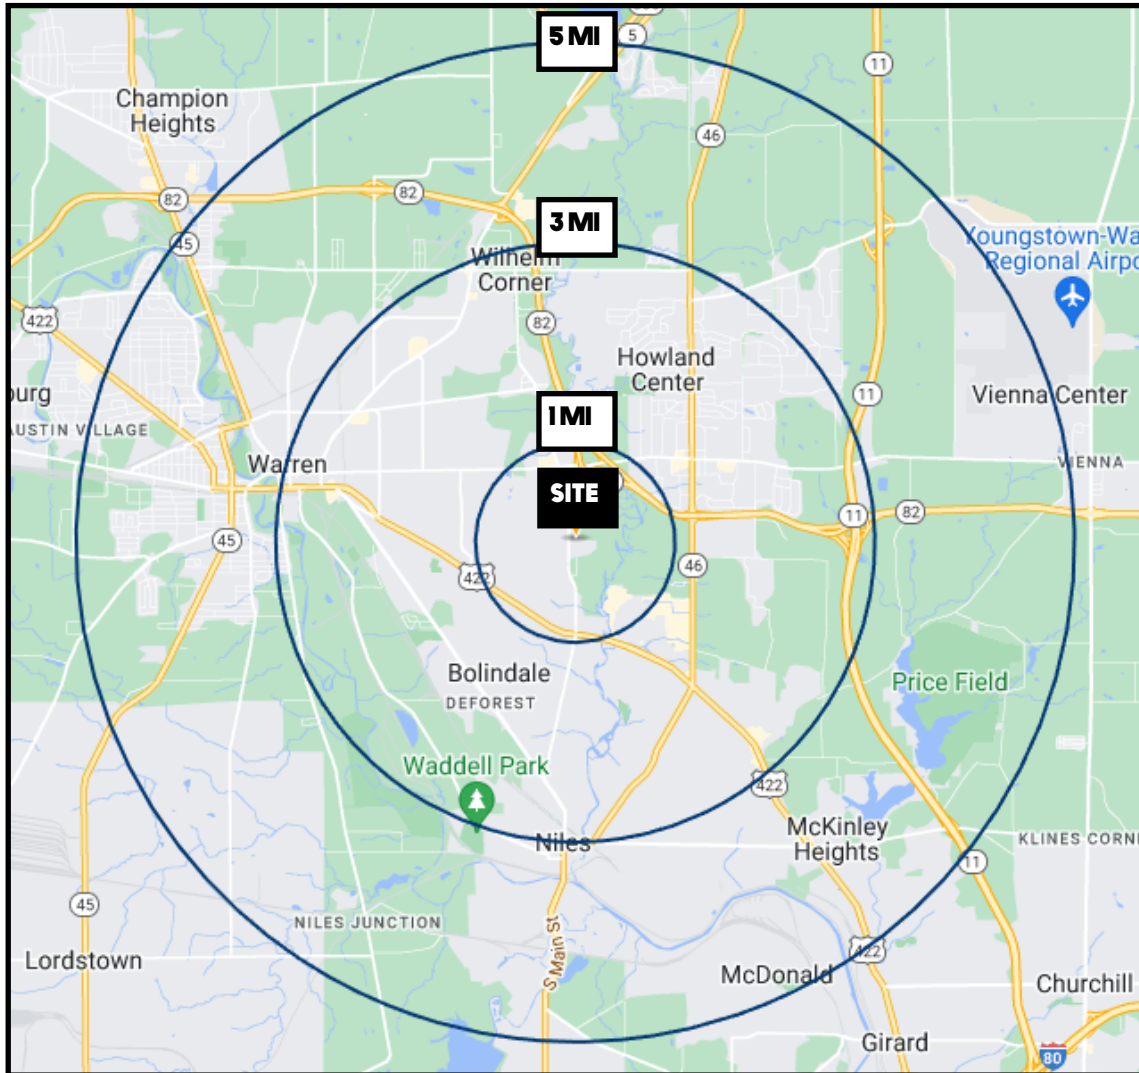 5 MI
5
11
Champion
Heights
46
82
82
3 MI
45
Wilhelm
Corner
Youngstown-Wa
Regional Airpo
422
82
Howland
Center
burg
1 MI
11
Vienna Center
AUSTIN VILLAGE
Warren
VIENNA
SITE
11
82
45
46
422
Bolindale
DEFOREST
Price Field
Waddell Park
422
Niles
McKinley
Heights
KLINES CORNE
11
45
NILES JUNCTION
S Main St
422
Lordstown
McDonald
Churchill
Girard
80